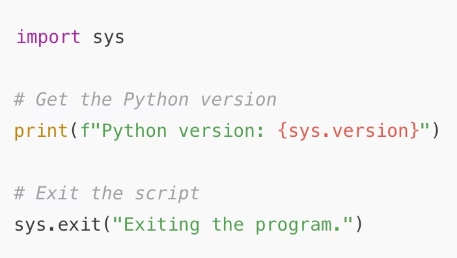 import sys
# Get the Python version
print(f"Python version: {sys.version}")
# Exit the script
sys.exit("Exiting the program.")